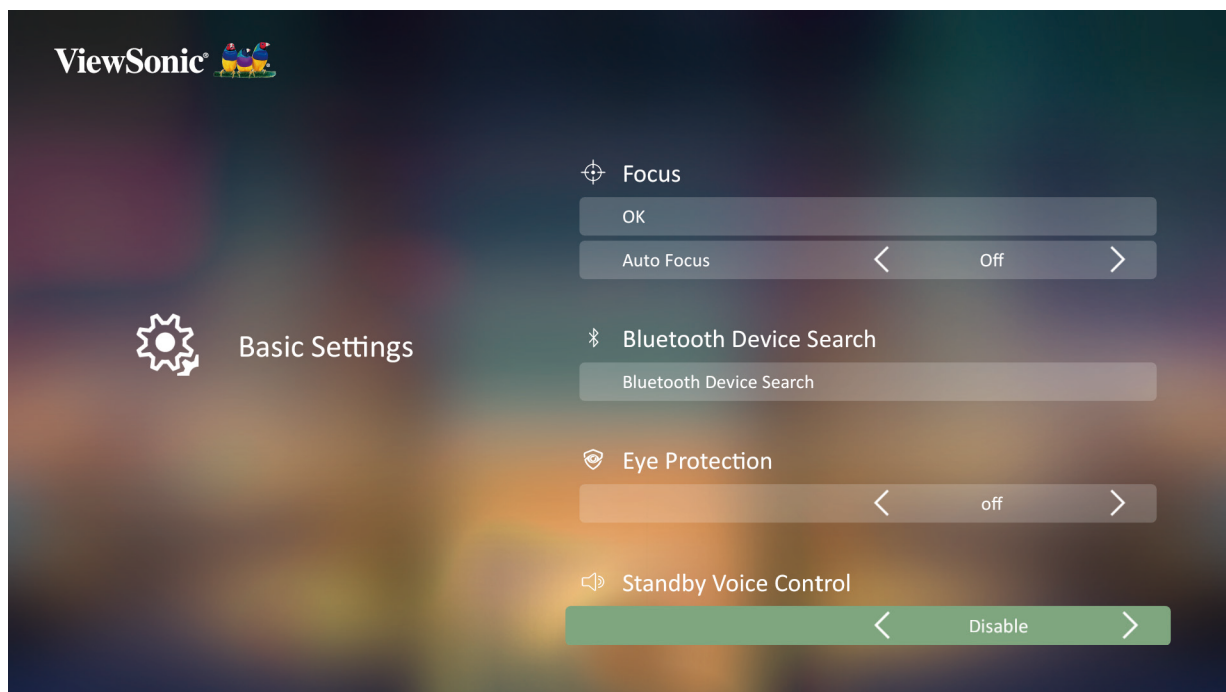 ViewSonic®
Focus
OK
Auto Focus Off
Basic Settings
Bluetooth Device Search
Bluetooth Device Search
Eye Protection
off
Standby Voice Control
Disable